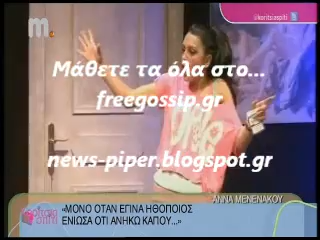 M.
@koritsiaspiti
Μάθετε τα όλα στο...
freegossip.gr
news-piper.blogspot.gr
ΑΝΝΑ ΜΕΝΕΝΑΚΟΥ
«ΜΟΝΟ ΟΤΑΝ ΕΓΙΝΑ ΗΘΟΠΟΙΟΣ
ΕΝΙΩΣΑ ΟΤΙ ΑΝΗΚΩ ΚΑΠΟΥ...»